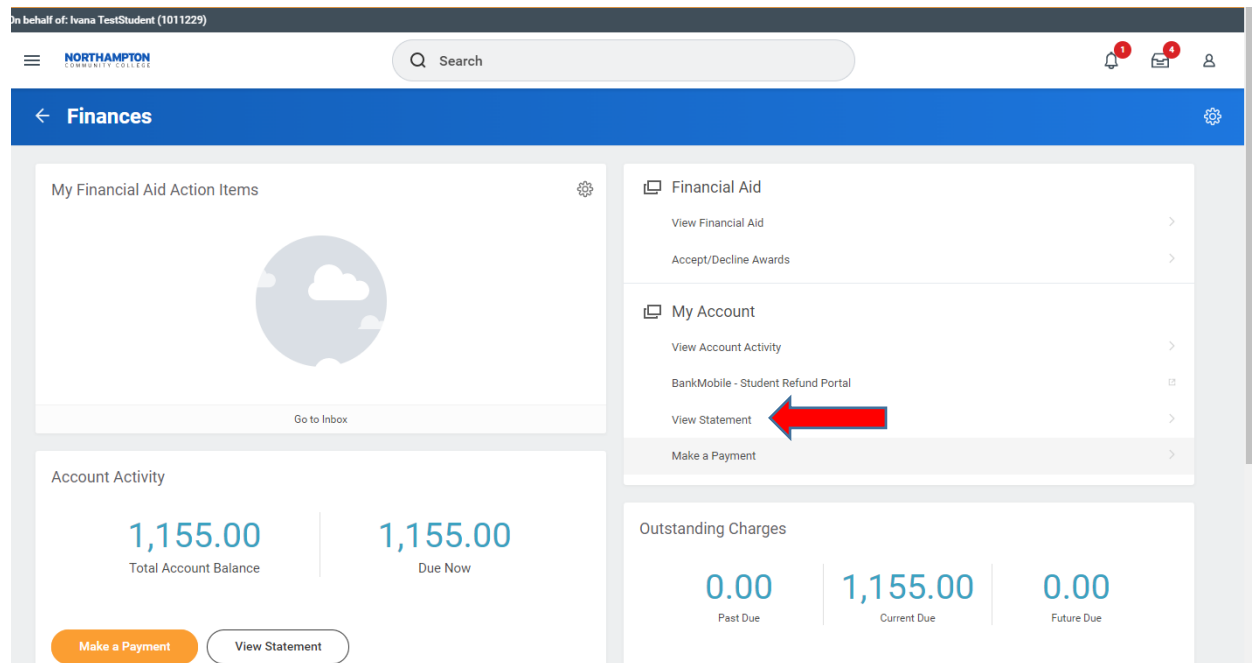 On behalf of: Ivana TestStudent (1011229)
NORTHAMPTON
COMMUNITY COLLEGE
Search
1
4
Finances
My Financial Aid Action Items
Go to Inbox
Financial Aid
View Financial Aid
Accept/Decline Awards
My Account
View Account Activity
BankMobile - Student Refund Portal
View Statement
Make a Payment
Account Activity
1,155.00 1,155.00
Total Account Balance Due Now
Make a Payment View Statement
Outstanding Charges
0.00 1,155.00 0.00
Past Due Current Due Future Due